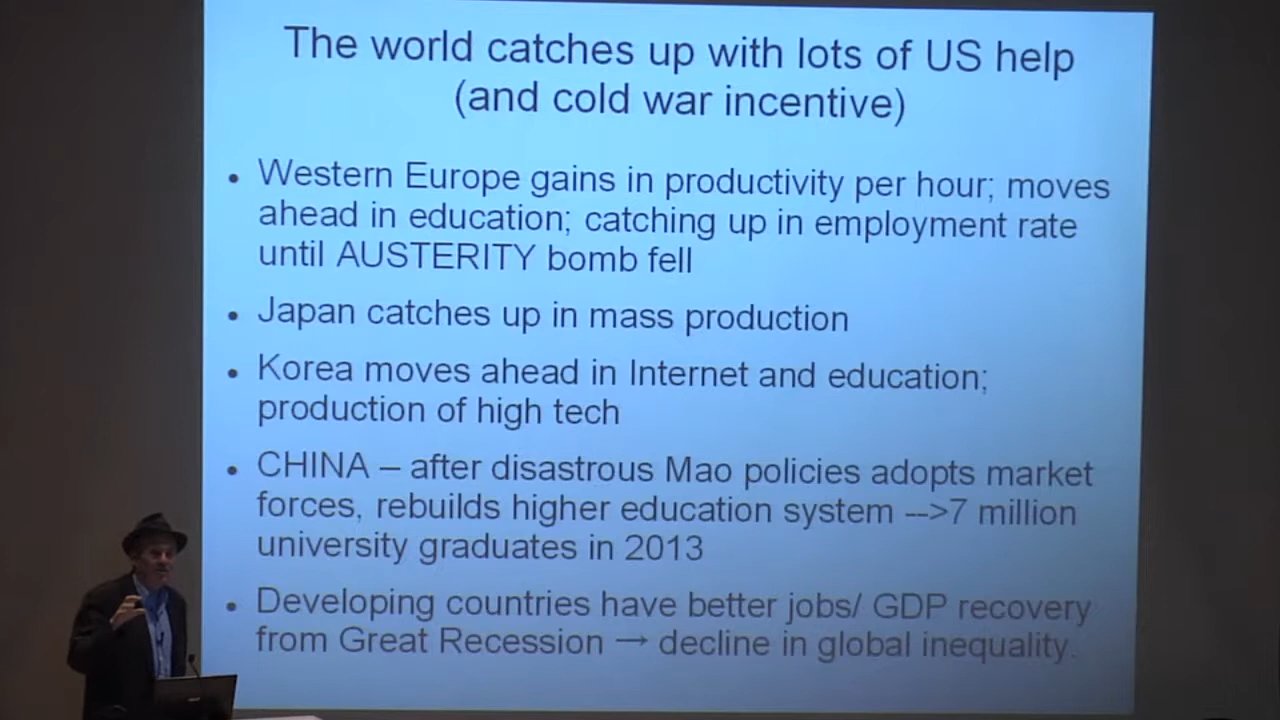 The world catches up with lots of US help
(and cold war incentive)
• Western Europe gains in productivity per hour; moves
ahead in education; catching up in employment rate
until AUSTERITY bomb fell
• Japan catches up in mass production
• Korea moves ahead in Internet and education;
production of high tech
• CHINA – after disastrous Mao policies adopts market
forces, rebuilds higher education system -->7 million
university graduates in 2013
• Developing countries have better jobs/ GDP recovery
from Great Recession → decline in global inequality.